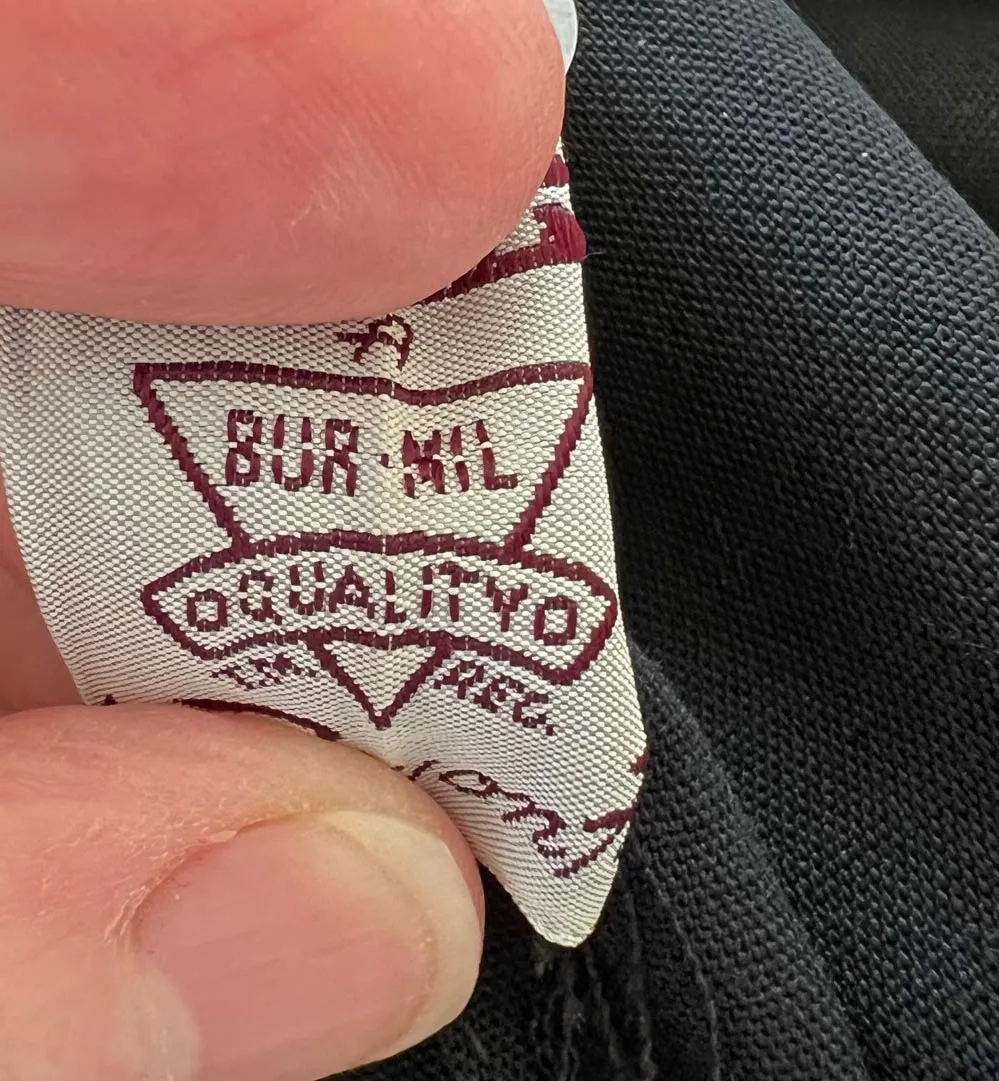 A
BUR-MIL
QUALITY
T.M. REG.